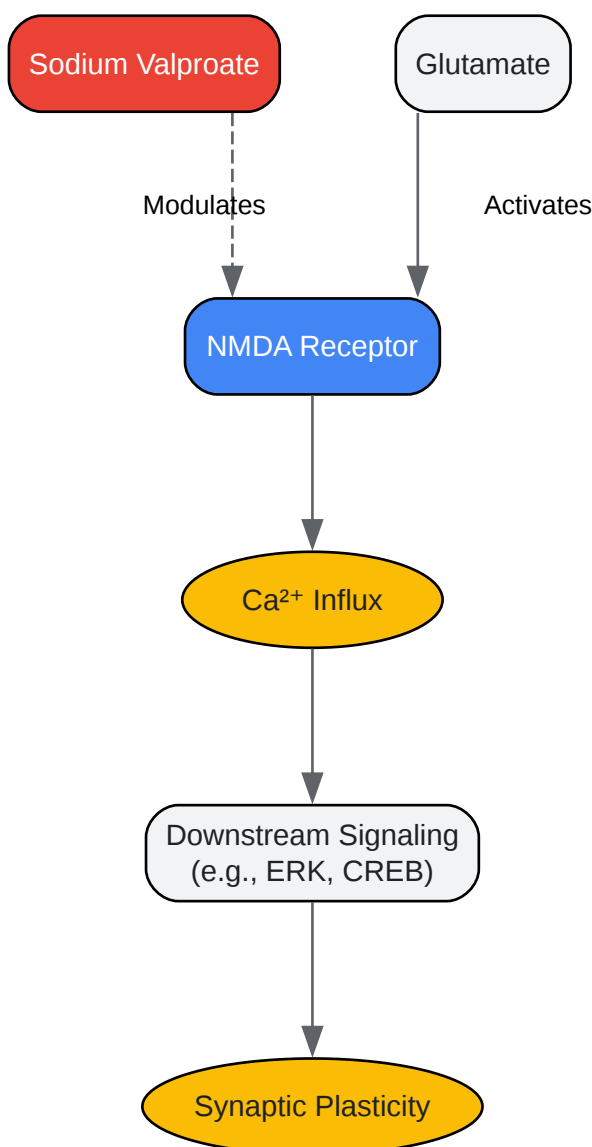 Sodium Valproate
Glutamate
Modulates
Activates
NMDA Receptor
Ca²⁺ Influx
Downstream Signaling
(e.g., ERK, CREB)
Synaptic Plasticity